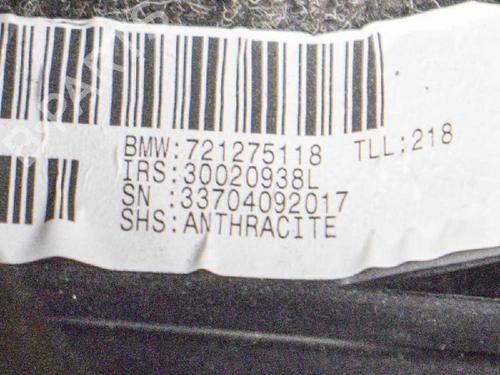 BMW:721275118 TLL:218
IRS:30020938L
SN :33704092017
SHS:ANTHRACITE